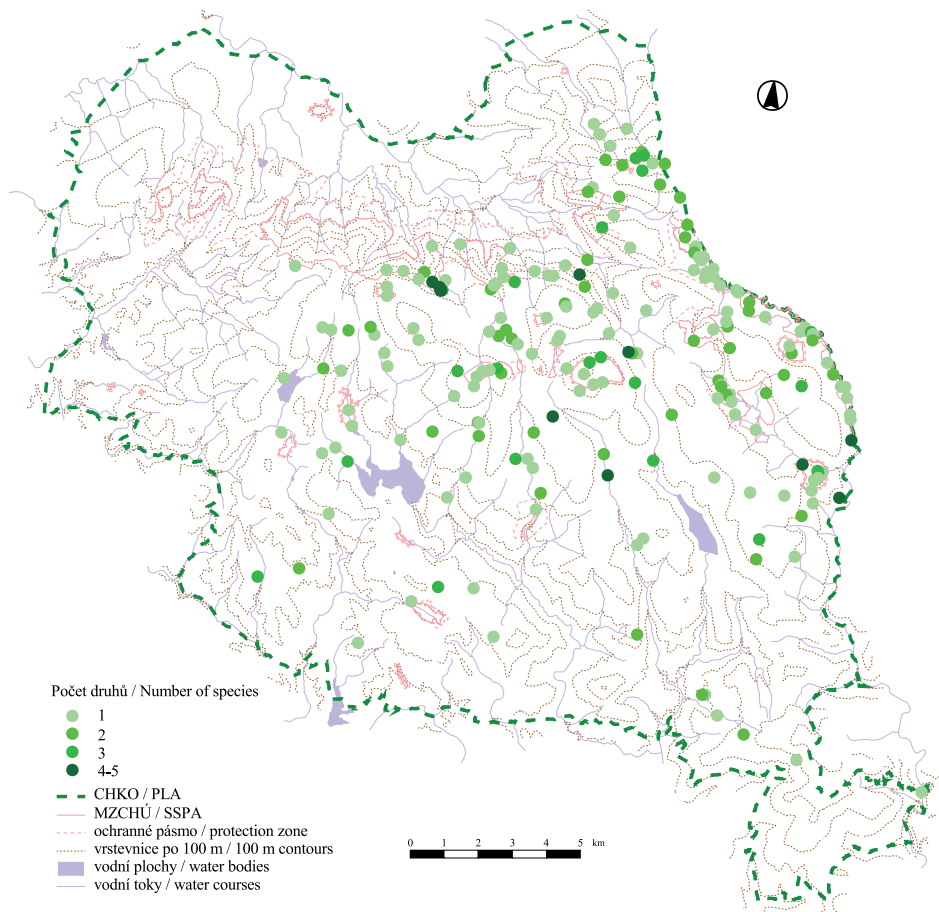 Počet druhů / Number of species
1
2
3
4-5
CHKO / PLA
MZCHÚ / SSPA
ochranné pásmo / protection zone
vrstevnice po 100 m / 100 m contours
vodní plochy / water bodies
vodní toky / water courses
0 1 2 3 4 5 km